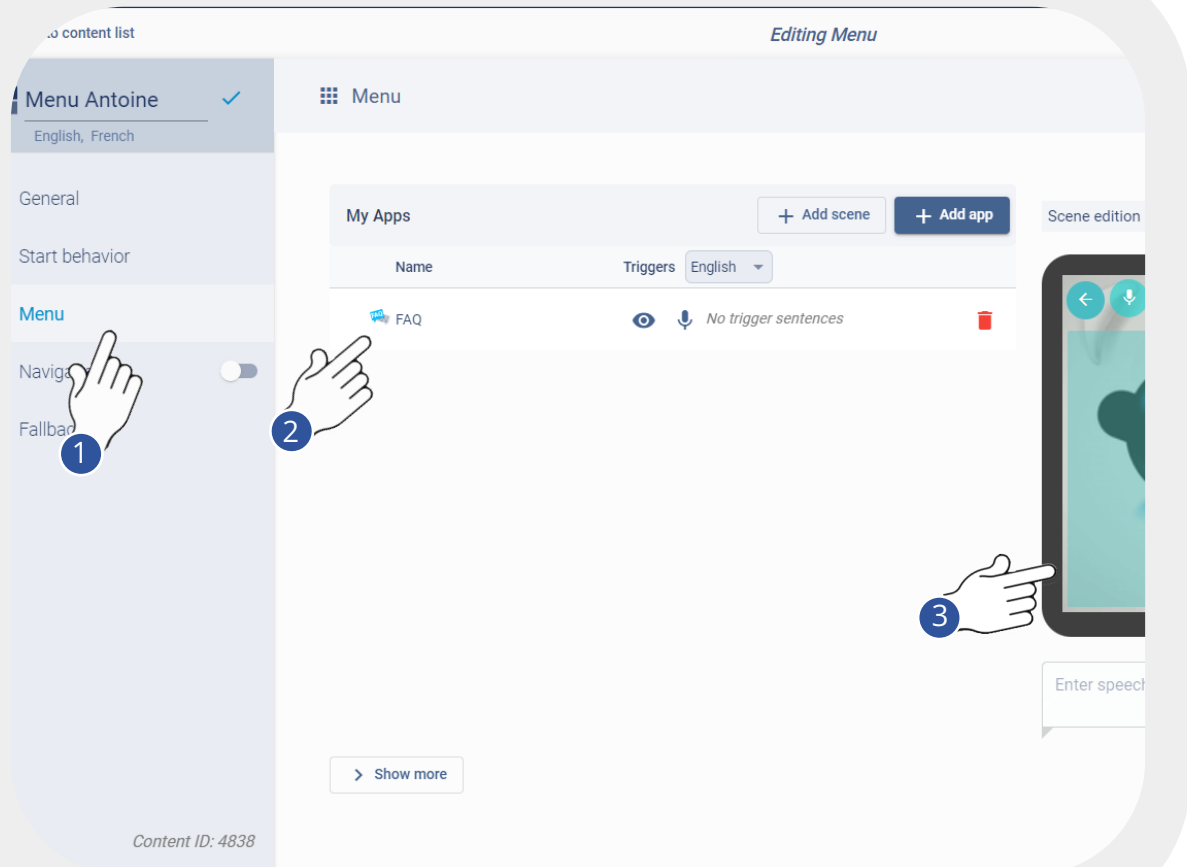 to content list
Editing Menu
Menu Antoine
English, French
Menu
General
Start behavior
Menu
Fallbac
1
My Apps
Add scene
Add app
Scene edition
Name
Triggers
English
FAQ
FAQ
No trigger sentences
2
3
Enter speech
Show more
Content ID: 4838